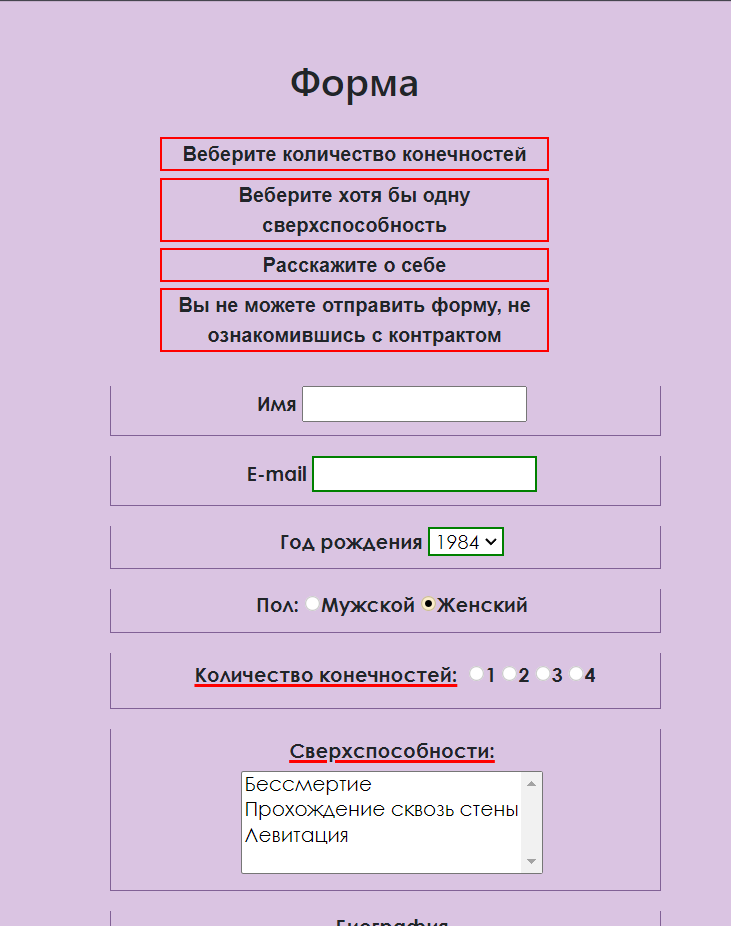 Форма
Веберите количество конечностей
Веберите хотя бы одну
сверхспособность
Расскажите о себе
Вы не можете отправить форму, не
ознакомившись с контрактом
Имя
E-mail
Год рождения 1984
Пол: Мужской Женский
Количество конечностей: 1 2 3 4
Сверхспособности:
Бессмертие
Прохождение сквозь стены
Левитация
Биография